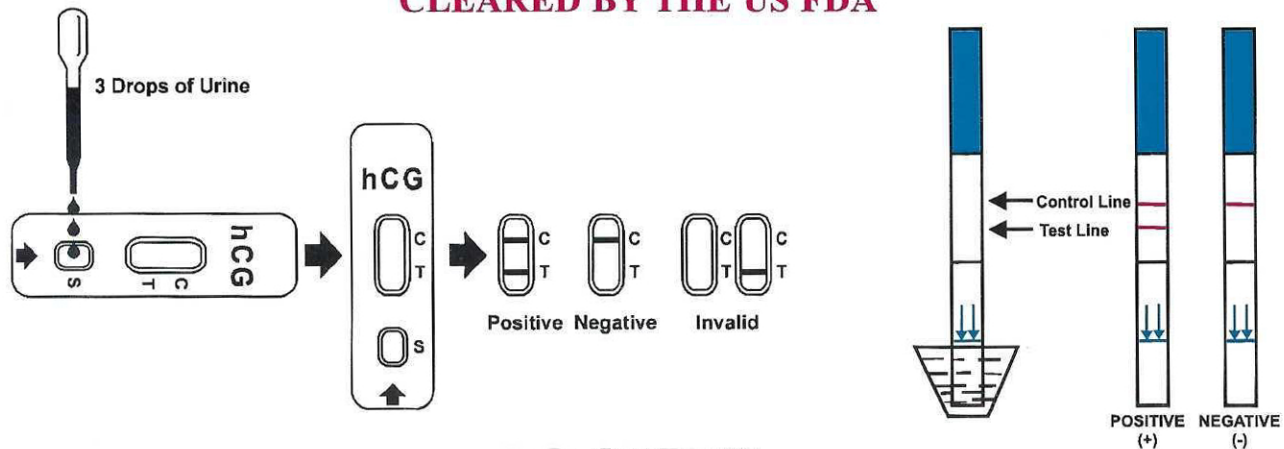 CLEARED BY THE US FDA
3 Drops of Urine
S
T C
hCG
hCG
C
T
S
C
T
Positive
C
T
Negative
C
T
C
T
Invalid
Control Line
Test Line
POSITIVE
(+)
NEGATIVE
(-)